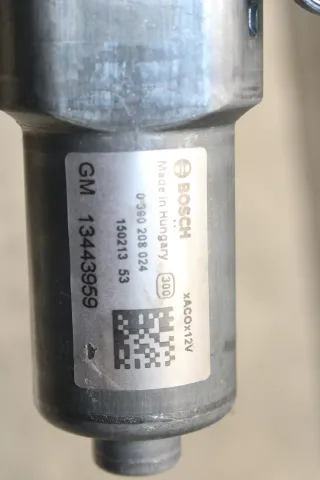 BOSCH
Made in Hungary
0 390 208 024
150213 53
300
xACOx12V
GM 13443959